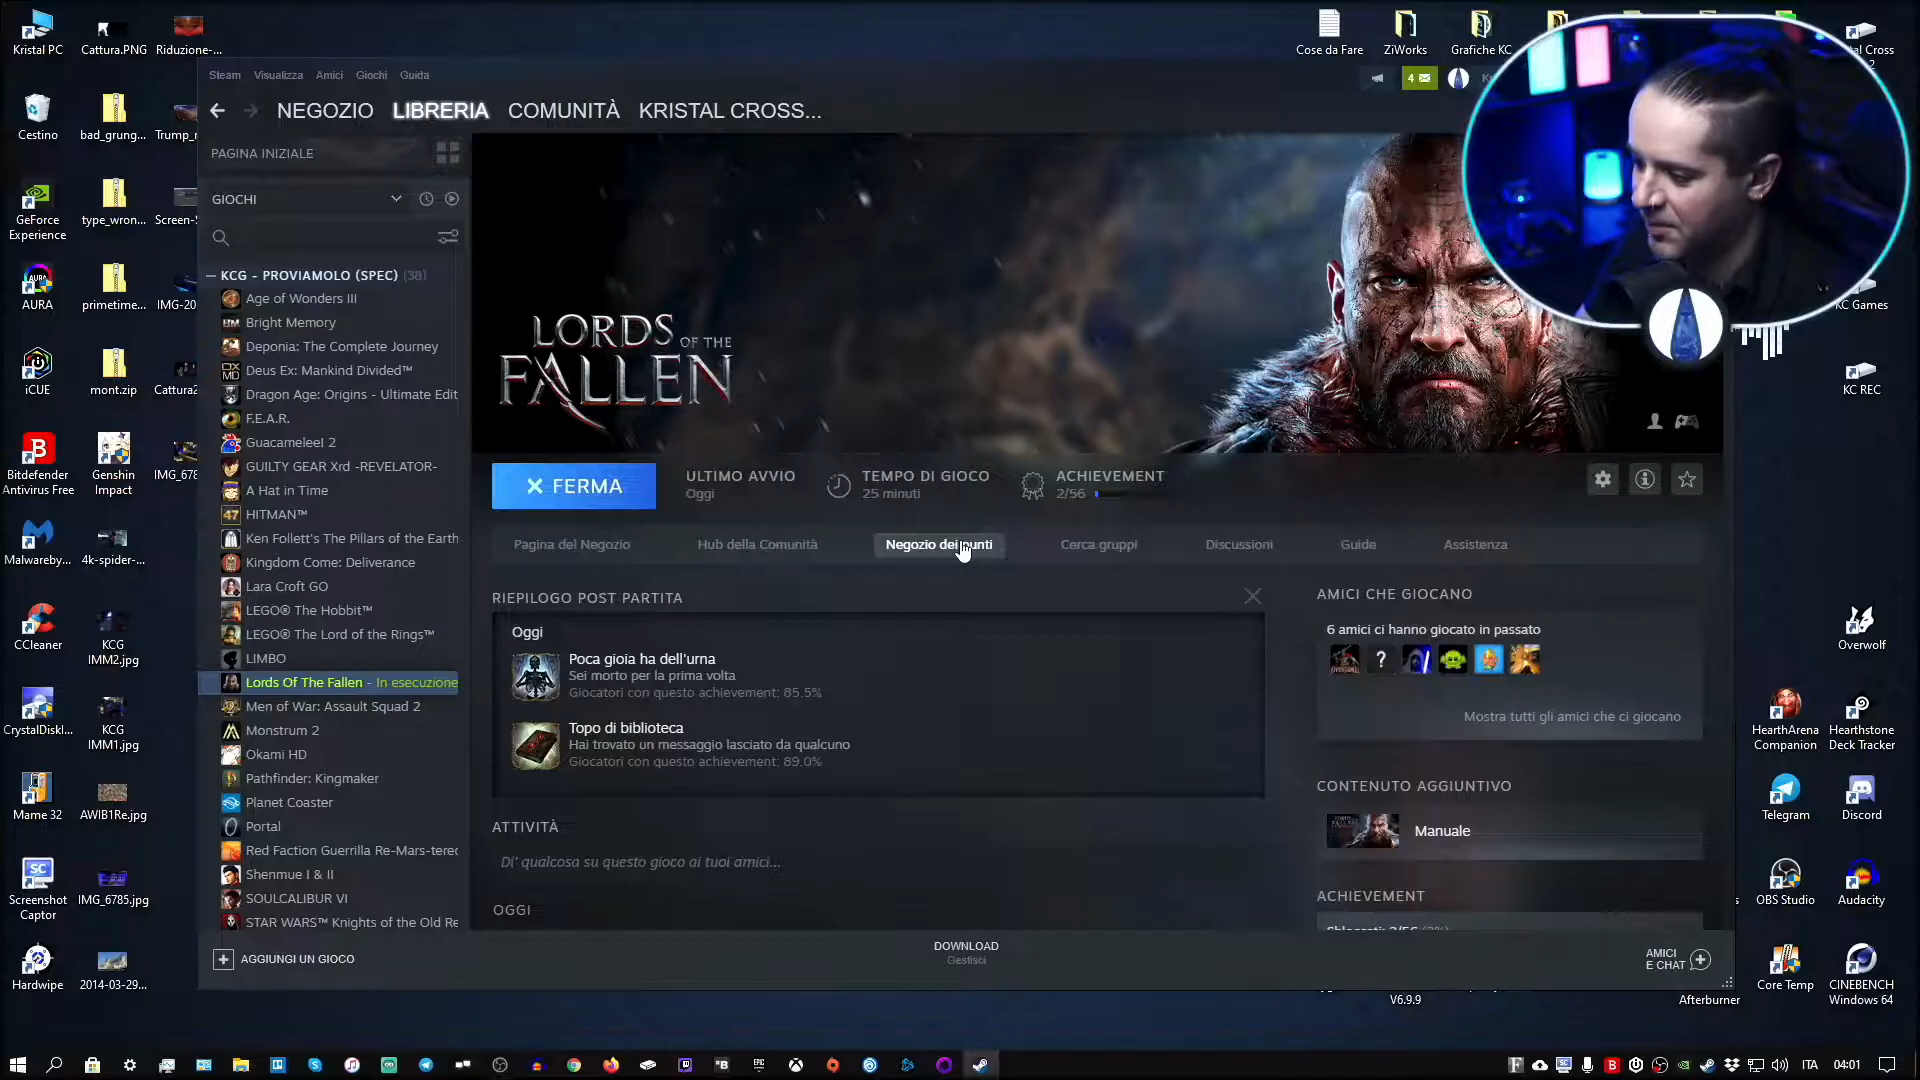 Kristal PC
Cattura.PNG
Riduzione-...
Cose da Fare
ZiWorks
Grafiche KC
Steam
Visualizza
Amici
Giochi
Guida
4
NEGOZIO
LIBRERIA
COMUNITÀ
KRISTAL CROSS...
Cestino
bad_grung...
PAGINA INIZIALE
GIOCHI
GeForce
Experience
type_wron...
KCG - PROVIAMOLO (SPEC) (38)
Age of Wonders III
Bright Memory
Deponia: The Complete Journey
Deus Ex: Mankind Divided™
Dragon Age: Origins - Ultimate Edit
F.E.A.R.
Guacamelee! 2
GUILTY GEAR Xrd -REVELATOR-
A Hat in Time
HITMAN™
Ken Follett's The Pillars of the Earth
Kingdom Come: Deliverance
Lara Croft GO
LEGO® The Hobbit™
LEGO® The Lord of the Rings™
LIMBO
Lords Of The Fallen - In esecuzione
Men of War: Assault Squad 2
Monstrum 2
Okami HD
Pathfinder: Kingmaker
Planet Coaster
Portal
Red Faction Guerrilla Re-Mars-tered
Shenmue I & II
SOULCALIBUR VI
STAR WARS™ Knights of the Old Re
AURA
primetime...
iCUE
mont.zip
Bitdefender
Antivirus Free
Genshin
Impact
Malwareby...
4k-spider-...
CCleaner
KCG
IMM2.jpg
CrystalDiskI...
KCG
IMM1.jpg
Mame 32
AWIB1Re.jpg
Screenshot
Captor
IMG_6785.jpg
Hardwipe
2014-03-29...
LORDS OF THE
FALLEN
FERMA
ULTIMO AVVIO
Oggi
TEMPO DI GIOCO
25 minuti
ACHIEVEMENT
2/56
Pagina del Negozio
Hub della Comunità
Negozio dei punti
Cerca gruppi
Discussioni
Guide
Assistenza
RIEPILOGO POST PARTITA
Oggi
Poca gioia ha dell'urna
Sei morto per la prima volta
Giocatori con questo achievement: 85.5%
Topo di biblioteca
Hai trovato un messaggio lasciato da qualcuno
Giocatori con questo achievement: 89.0%
ATTIVITÀ
Di' qualcosa su questo gioco ai tuoi amici...
OGGI
AMICI CHE GIOCANO
6 amici ci hanno giocato in passato
Mostra tutti gli amici che ci giocano
CONTENUTO AGGIUNTIVO
Manuale
ACHIEVEMENT
AGGIUNGI UN GIOCO
DOWNLOAD
Gestisci
AMICI
E CHAT
KC Games
KC REC
Overwolf
HearthArena
Companion
Hearthstone
Deck Tracker
Telegram
Discord
OBS Studio
Audacity
Core Temp
CINEBENCH
Windows 64
V6.9.9
Afterburner
ITA
04:01